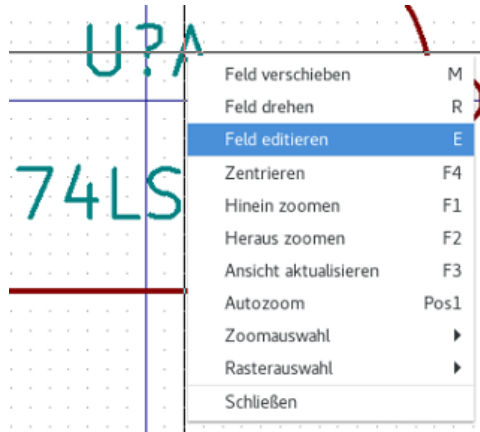 U?A
Feld verschieben M
Feld drehen R
Feld editieren E
74LS
Zentrieren F4
Hinein zoomen F1
Heraus zoomen F2
Ansicht aktualisieren F3
Autozoom Pos1
Zoomauswahl
Rasterauswahl
Schließen